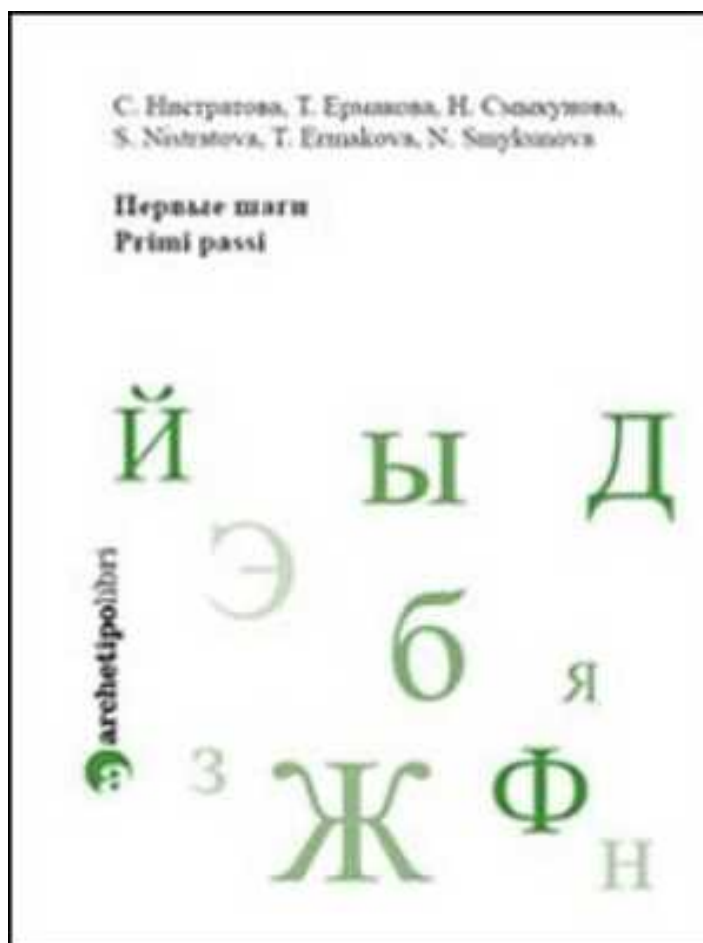 С. Нистратова, Т. Ермакова, Н. Смыкунова,
S. Nistratova, T. Ermakova, N. Smykunova
Первые шаги
Primi passi
Й ы Д
Э
б
я
archetipolibri
З Ж Ф
Н